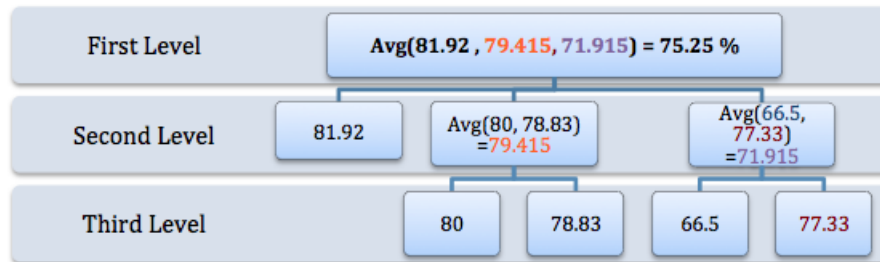 First Level
Avg(81.92 , 79.415, 71.915) = 75.25 %
Second Level
81.92
Avg(80, 78.83)
=79.415
Avg(66.5,
77.33)
=71.915
Third Level
80
78.83
66.5
77.33